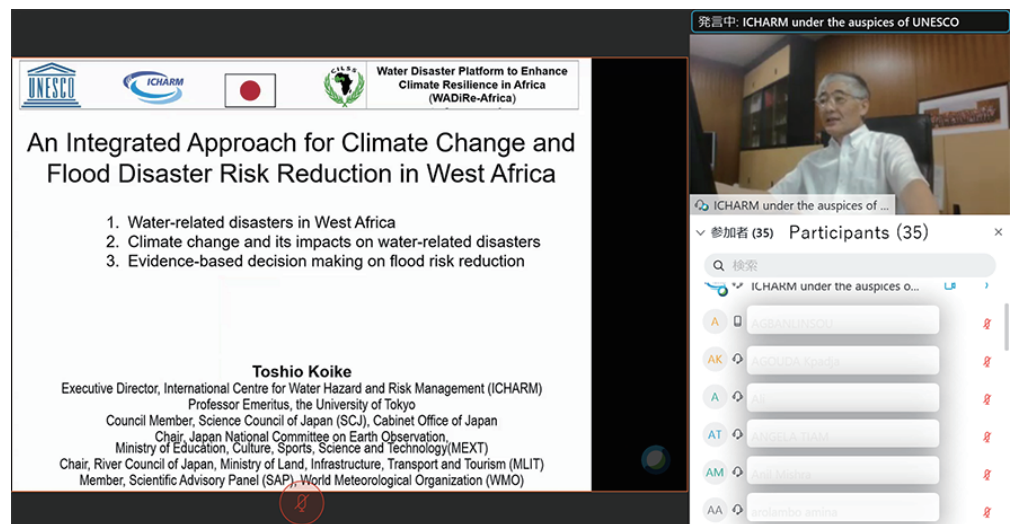 UNESCO
ICHARM
CILSS
Water Disaster Platform to Enhance
Climate Resilience in Africa
(WADiRe-Africa)
An Integrated Approach for Climate Change and
Flood Disaster Risk Reduction in West Africa
1. Water-related disasters in West Africa
2. Climate change and its impacts on water-related disasters
3. Evidence-based decision making on flood risk reduction
Toshio Koike
Executive Director, International Centre for Water Hazard and Risk Management (ICHARM)
Professor Emeritus, the University of Tokyo
Council Member, Science Council of Japan (SCJ), Cabinet Office of Japan
Chair, Japan National Committee on Earth Observation,
Ministry of Education, Culture, Sports, Science and Technology(MEXT)
Chair, River Council of Japan, Ministry of Land, Infrastructure, Transport and Tourism (MLIT)
Member, Scientific Advisory Panel (SAP), World Meteorological Organization (WMO)
発言中: ICHARM under the auspices of UNESCO
ICHARM under the auspices of ...
参加者 (35) Participants (35)
検索
ICHARM under the auspices o...
A
AK
A
AT
AM
AA